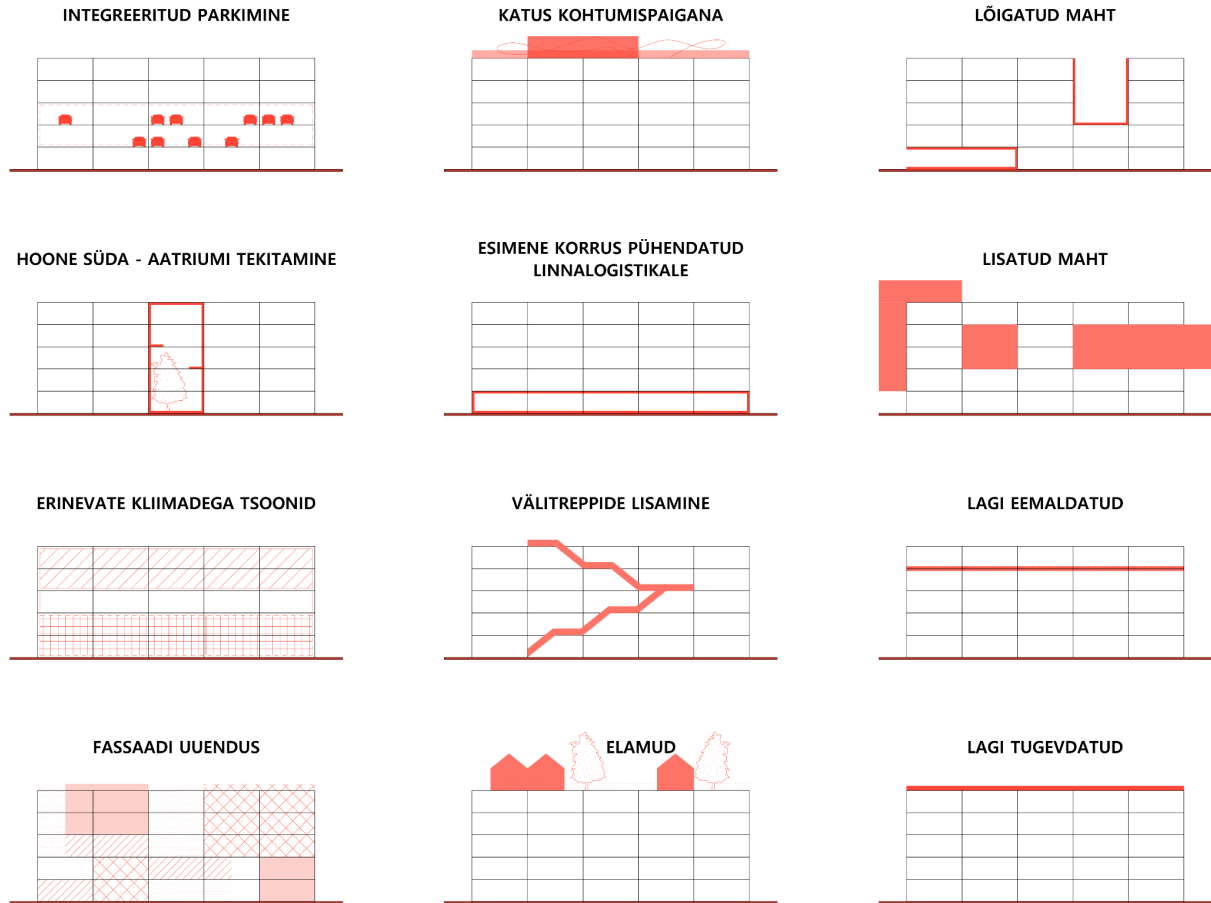 INTEGREERITUD PARKIMINE
KATUS KOHTUMISPAIGANA
LÕIGATUD MAHT
HOONE SÜDA - AATRIUMI TEKITAMINE
ESIMENE KORRUS PÜHENDATUD
LINNALOGISTIKALE
LISATUD MAHT
ERINEVATE KLIIMADEGA TSOONID
VÄLITREPPIDE LISAMINE
LAGI EEMALDATUD
FASSAADI UUENDUS
ELAMUD
LAGI TUGEVDATUD